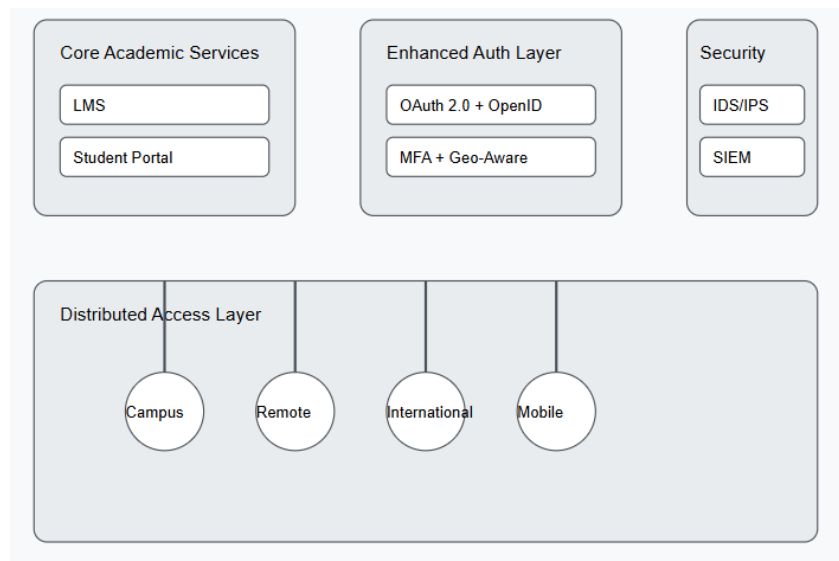 Core Academic Services
LMS
Student Portal
Enhanced Auth Layer
OAuth 2.0 + OpenID
MFA + Geo-Aware
Security
IDS/IPS
SIEM
Distributed Access Layer
Campus
Remote
International
Mobile